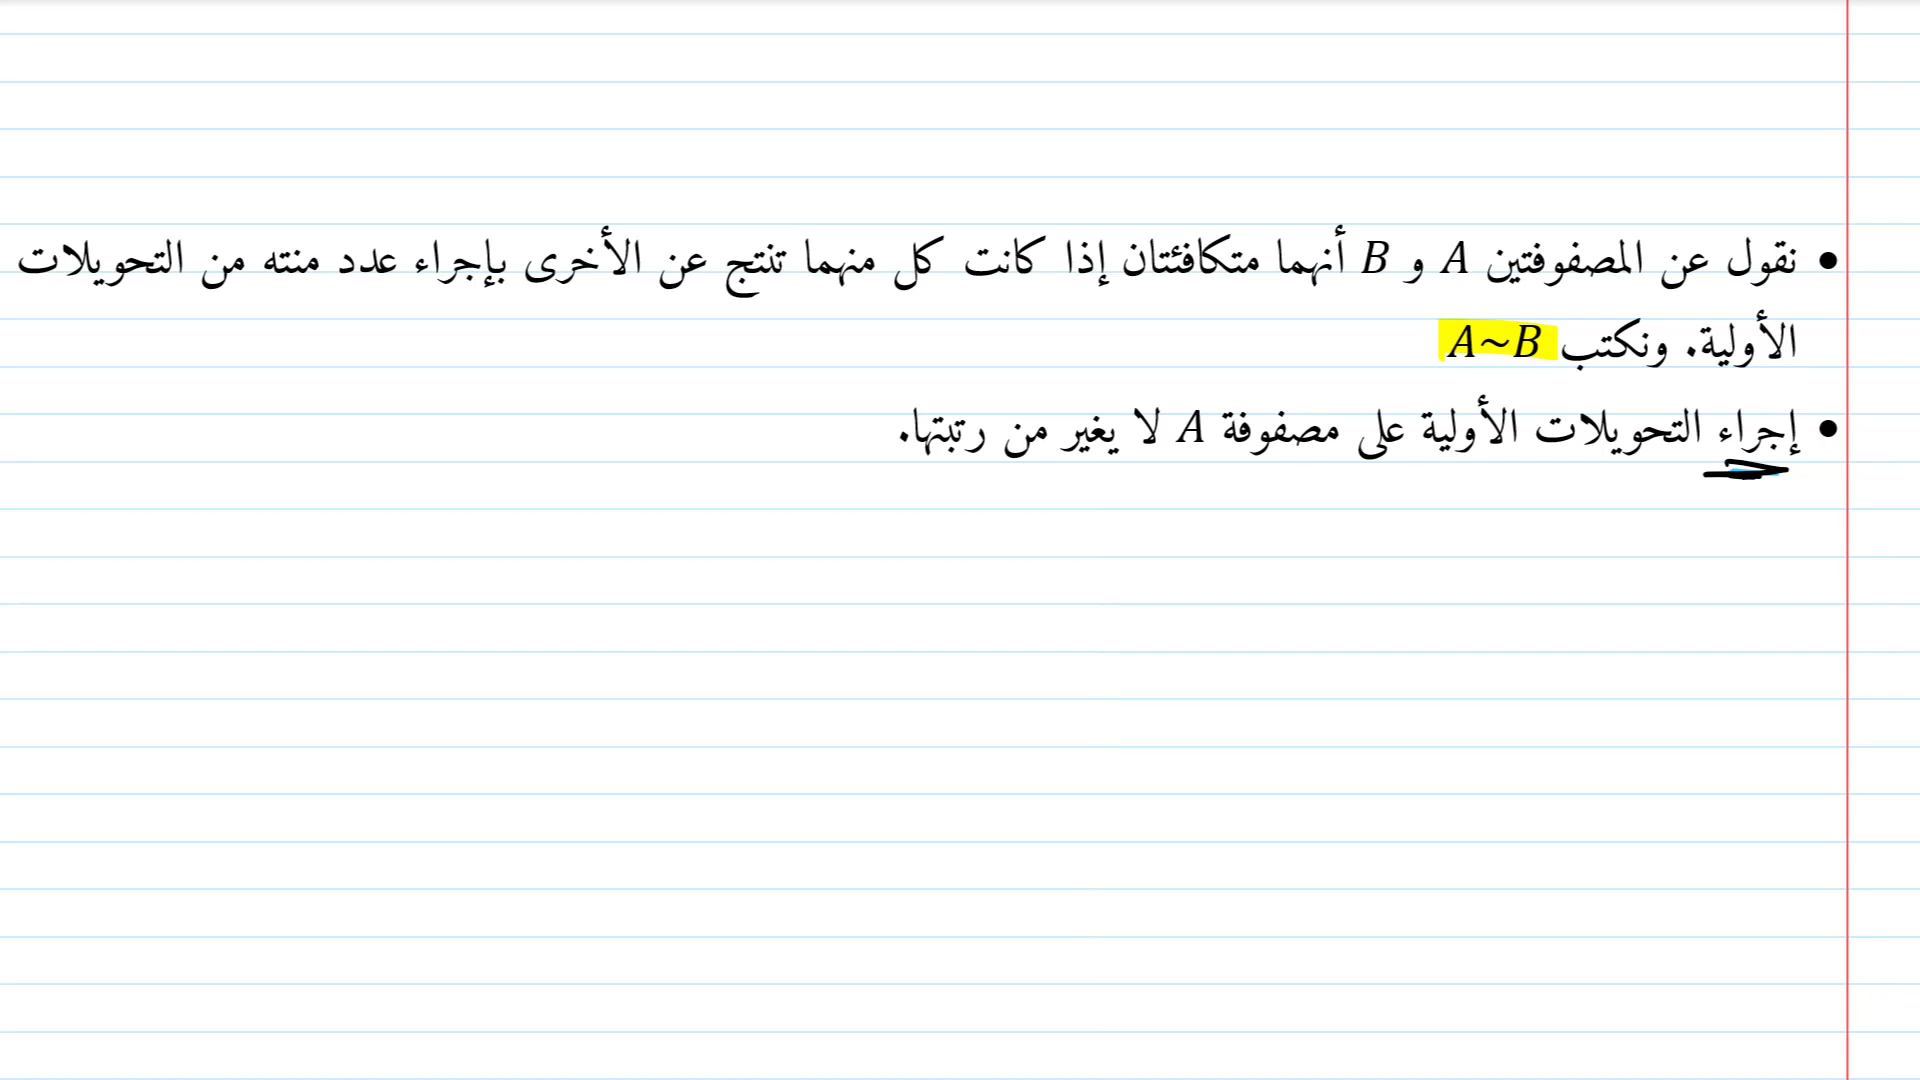 • نقول عن المصفوفتين A و B أنهما متكافئتان إذا كانت كل منهما تنتج عن الأخرى بإجراء عدد منته من التحويلات
الأولية. ونكتب A~B
• إجراء التحويلات الأولية على مصفوفة A لا يغير من رتبتها.